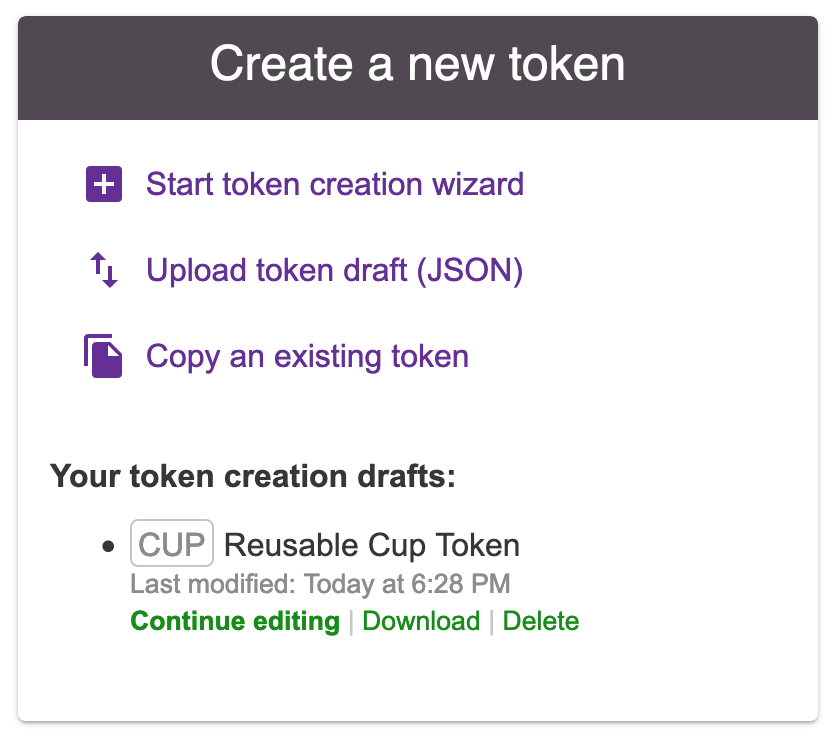 Create a new token
Start token creation wizard
Upload token draft (JSON)
Copy an existing token
Your token creation drafts:
CUP Reusable Cup Token
Last modified: Today at 6:28 PM
Continue editing | Download | Delete